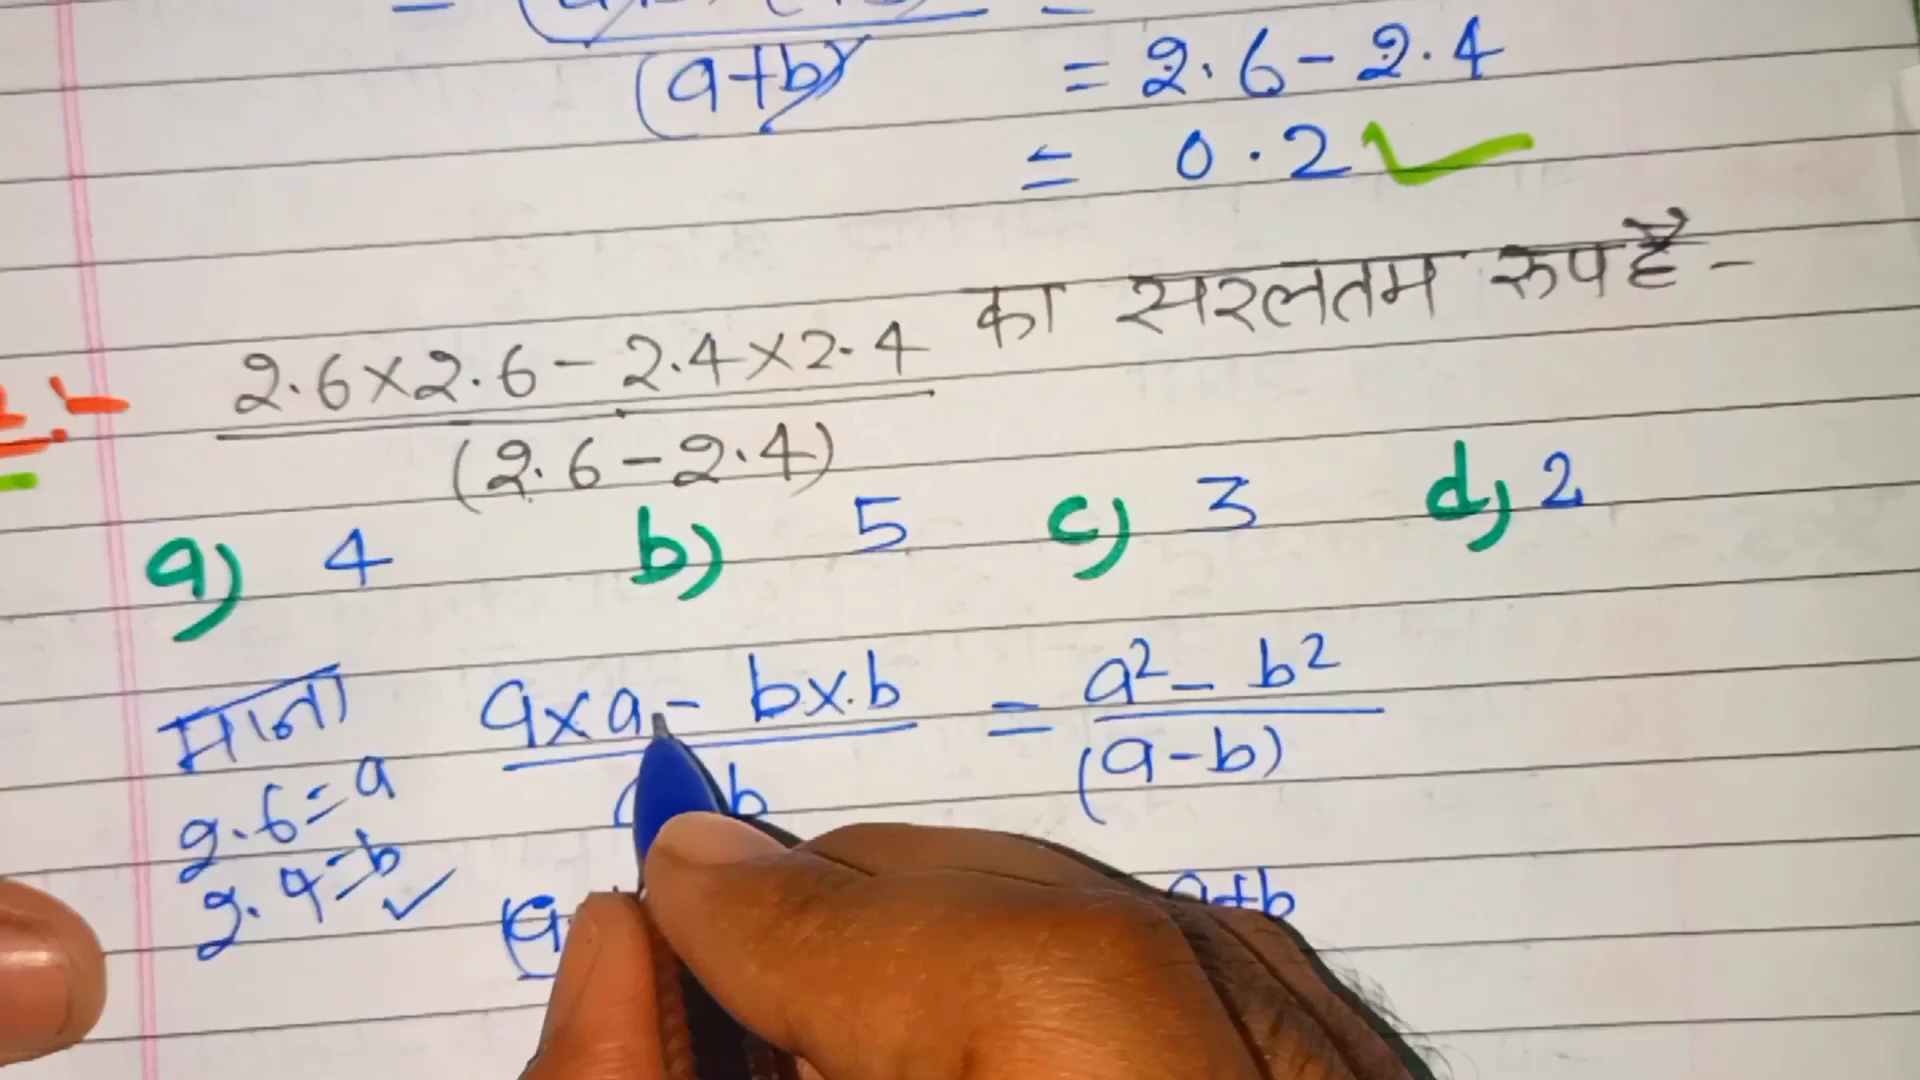 (a+b)
= 2.6 - 2.4
= 0.2
2.6×2.6 - 2.4×2.4 का सरलतम रूप है -
(2.6 - 2.4)
a) 4 b) 5 c) 3 d) 2
माना a×a - b×b = a² - b²
2.6 = a b (a-b)
2.4 = b
a+b